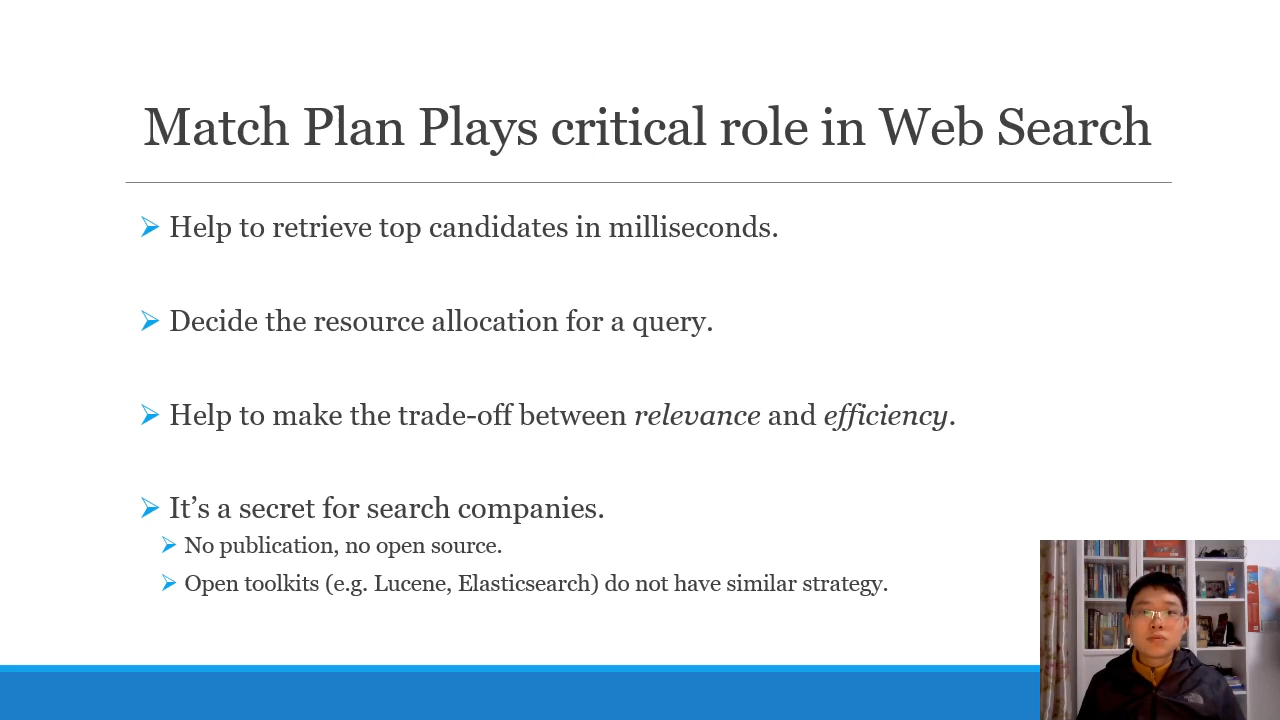 Match Plan Plays critical role in Web Search
Help to retrieve top candidates in milliseconds.
Decide the resource allocation for a query.
Help to make the trade-off between relevance and efficiency.
It’s a secret for search companies.
No publication, no open source.
Open toolkits (e.g. Lucene, Elasticsearch) do not have similar strategy.